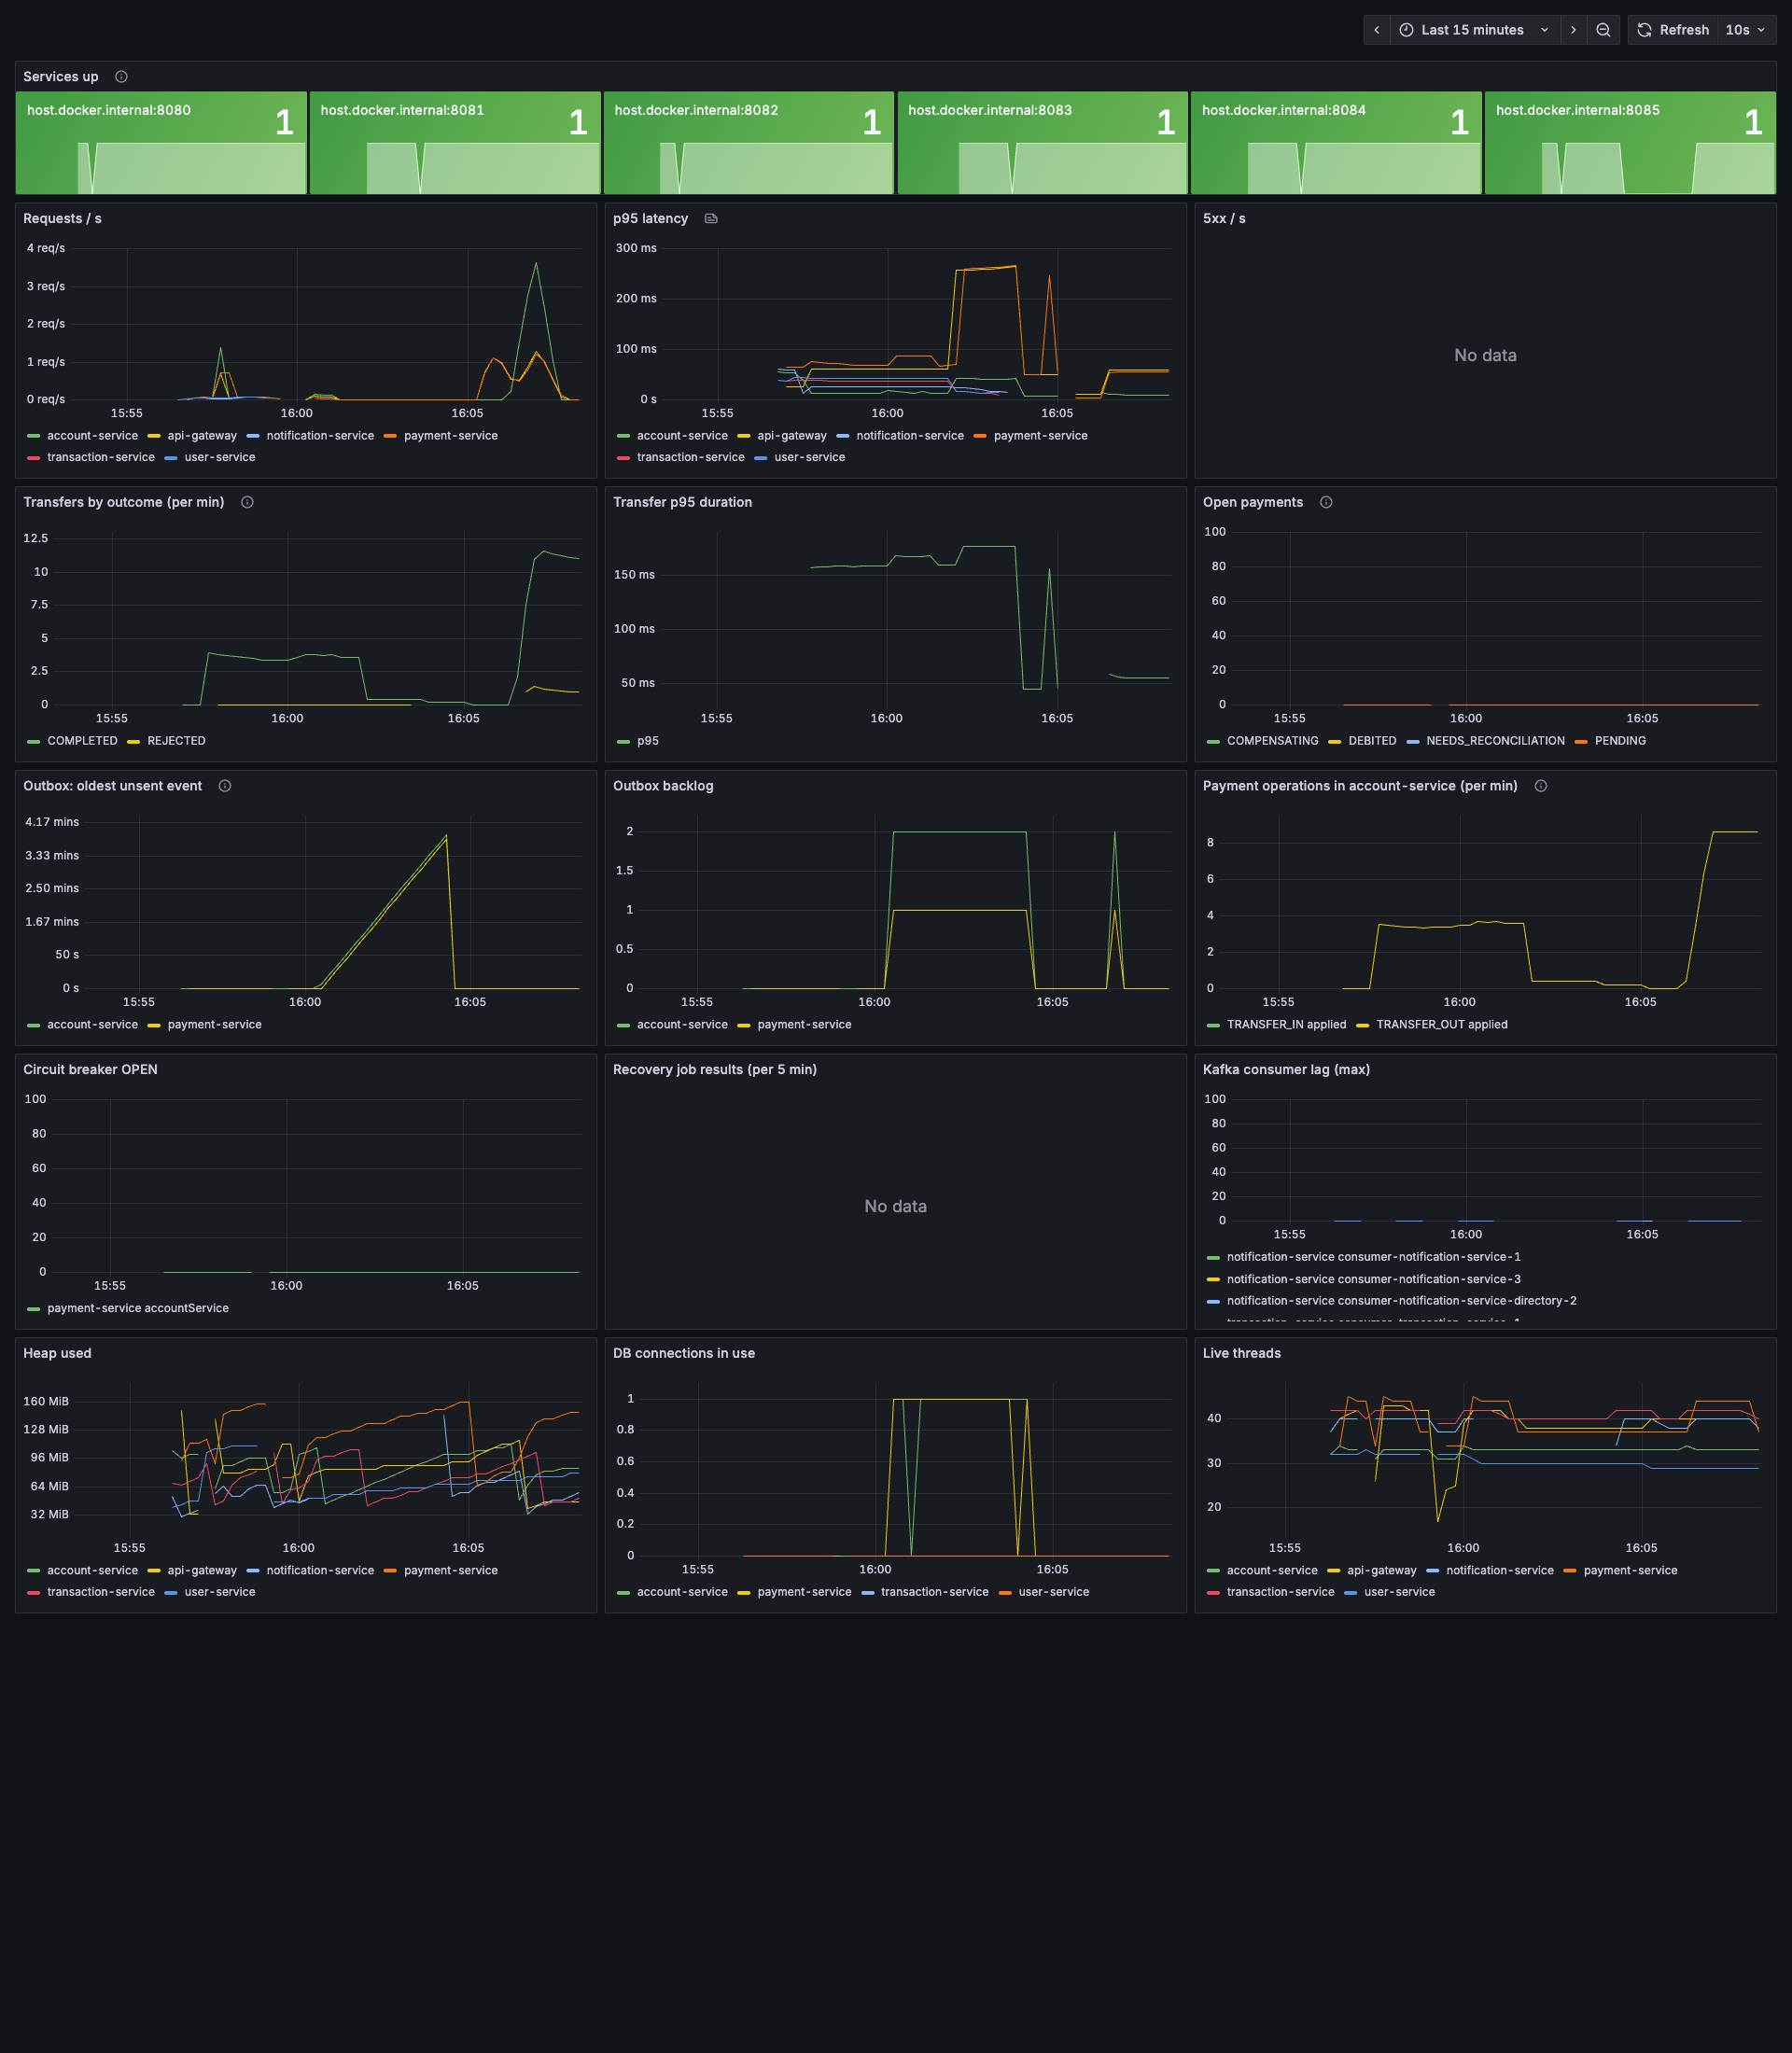 Last 15 minutes
Refresh
10s
Services up
host.docker.internal:8080
1
host.docker.internal:8081
1
host.docker.internal:8082
1
host.docker.internal:8083
1
host.docker.internal:8084
1
host.docker.internal:8085
1
Requests / s
4 req/s
3 req/s
2 req/s
1 req/s
0 req/s
15:55 16:00 16:05
account-service api-gateway notification-service payment-service
transaction-service user-service
p95 latency
300 ms
200 ms
100 ms
0 s
15:55 16:00 16:05
account-service api-gateway notification-service payment-service
transaction-service user-service
5xx / s
No data
Transfers by outcome (per min)
12.5
10
7.5
5
2.5
0
15:55 16:00 16:05
COMPLETED REJECTED
Transfer p95 duration
150 ms
100 ms
50 ms
15:55 16:00 16:05
p95
Open payments
100
80
60
40
20
0
15:55 16:00 16:05
COMPENSATING DEBITED NEEDS_RECONCILIATION PENDING
Outbox: oldest unsent event
4.17 mins
3.33 mins
2.50 mins
1.67 mins
50 s
0 s
15:55 16:00 16:05
account-service payment-service
Outbox backlog
2
1.5
1
0.5
0
15:55 16:00 16:05
account-service payment-service
Payment operations in account-service (per min)
8
6
4
2
0
15:55 16:00 16:05
TRANSFER_IN applied TRANSFER_OUT applied
Circuit breaker OPEN
100
80
60
40
20
0
15:55 16:00 16:05
payment-service accountService
Recovery job results (per 5 min)
No data
Kafka consumer lag (max)
100
80
60
40
20
0
15:55 16:00 16:05
notification-service consumer-notification-service-1
notification-service consumer-notification-service-3
notification-service consumer-notification-service-directory-2
Heap used
160 MiB
128 MiB
96 MiB
64 MiB
32 MiB
15:55 16:00 16:05
account-service api-gateway notification-service payment-service
transaction-service user-service
DB connections in use
1
0.8
0.6
0.4
0.2
0
15:55 16:00 16:05
account-service payment-service transaction-service user-service
Live threads
40
30
20
15:55 16:00 16:05
account-service api-gateway notification-service payment-service
transaction-service user-service